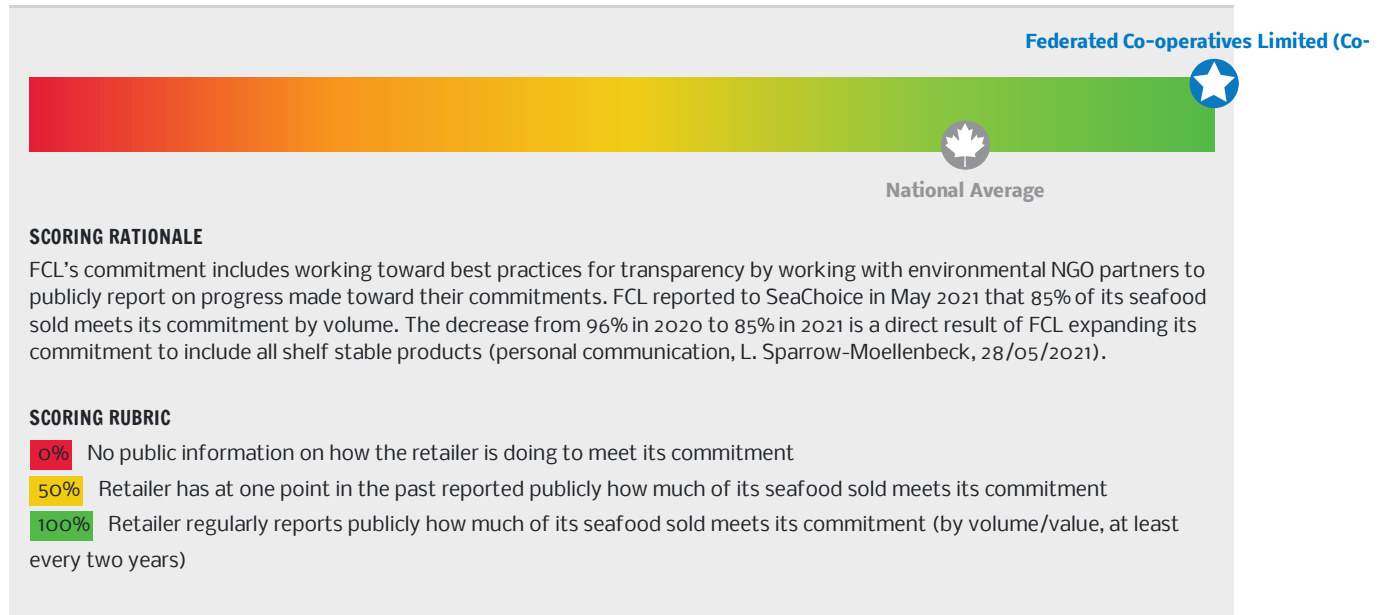 Federated Co-operatives Limited (Co-
National Average
SCORING RATIONALE
FCL’s commitment includes working toward best practices for transparency by working with environmental NGO partners to
publicly report on progress made toward their commitments. FCL reported to SeaChoice in May 2021 that 85% of its seafood
sold meets its commitment by volume. The decrease from 96% in 2020 to 85% in 2021 is a direct result of FCL expanding its
commitment to include all shelf stable products (personal communication, L. Sparrow-Moellenbeck, 28/05/2021).
SCORING RUBRIC
0% No public information on how the retailer is doing to meet its commitment
50% Retailer has at one point in the past reported publicly how much of its seafood sold meets its commitment
100% Retailer regularly reports publicly how much of its seafood sold meets its commitment (by volume/value, at least
every two years)